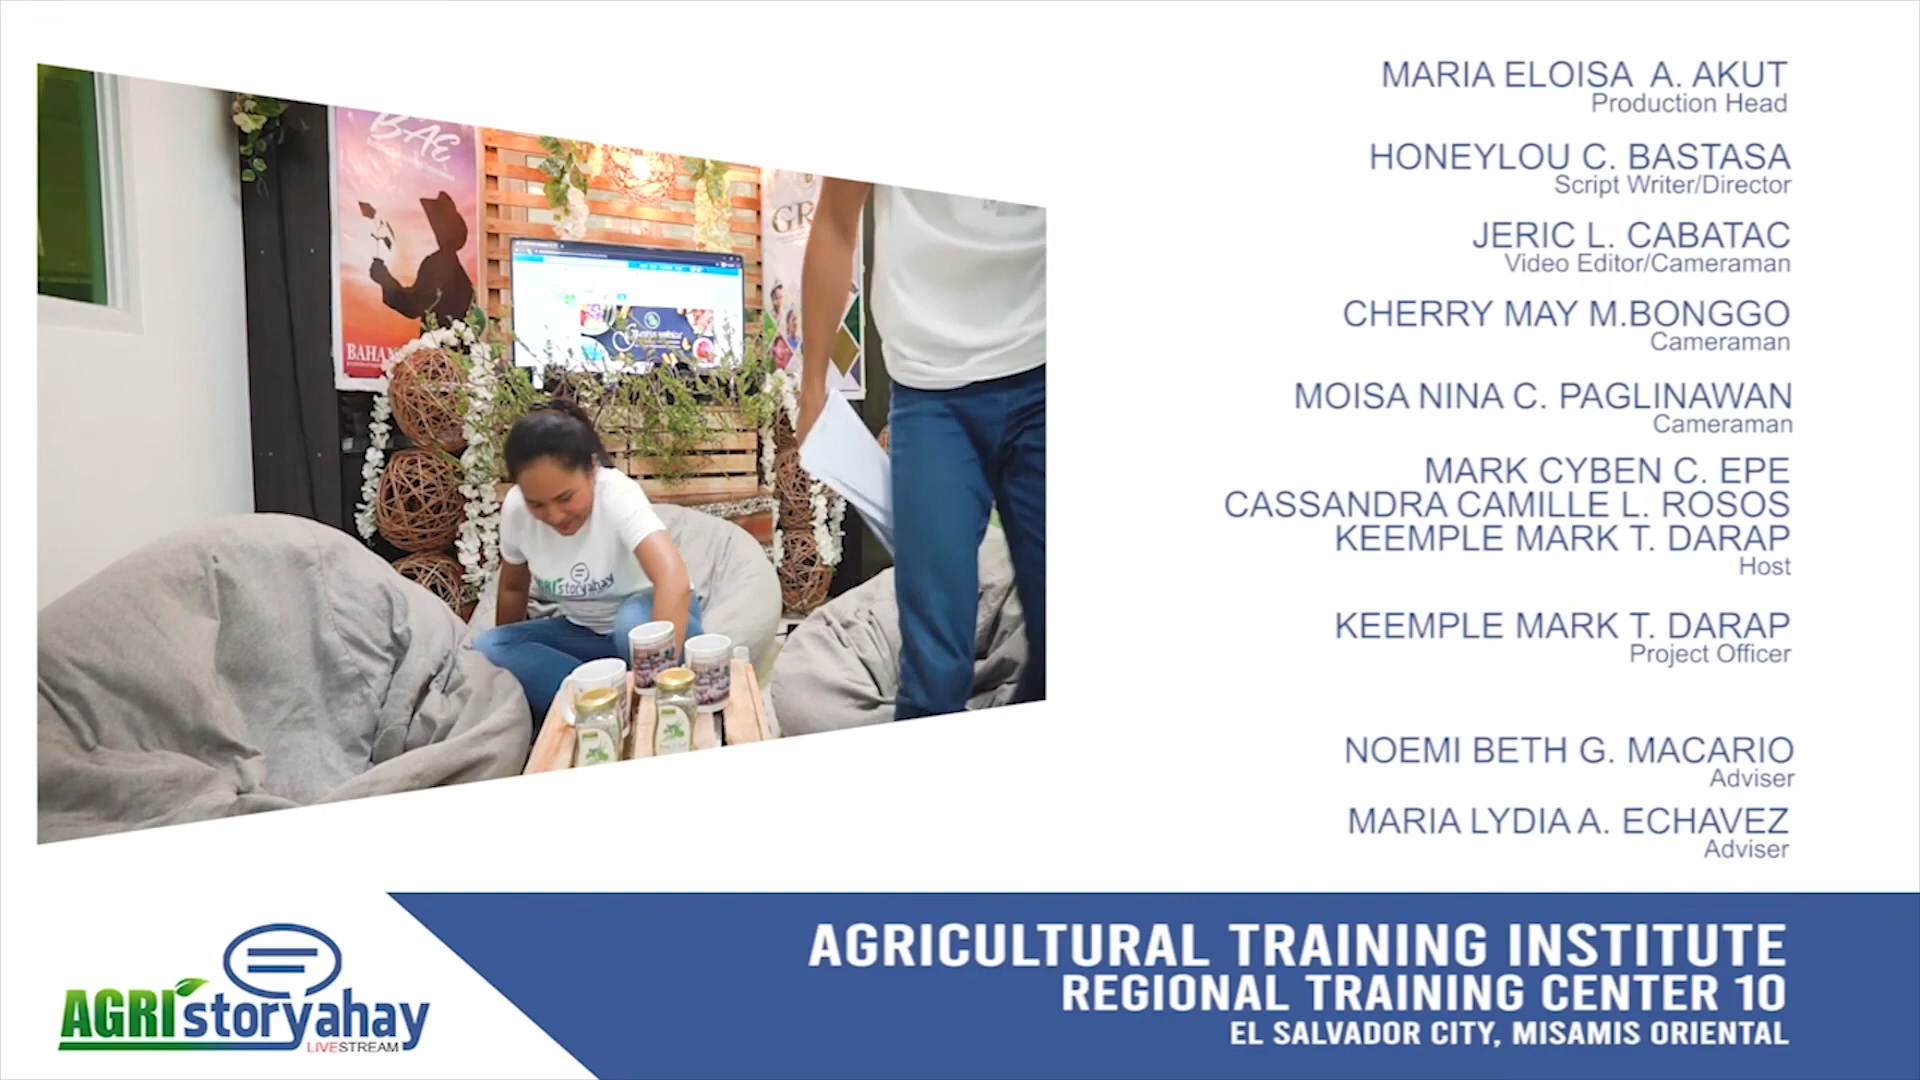 MARIA ELOISA A. AKUT
Production Head
HONEYLOU C. BASTASA
Script Writer/Director
JERIC L. CABATAC
Video Editor/Cameraman
CHERRY MAY M.BONGGO
Cameraman
MOISA NINA C. PAGLINAWAN
Cameraman
MARK CYBEN C. EPE
CASSANDRA CAMILLE L. ROSOS
KEEMPLE MARK T. DARAP
Host
KEEMPLE MARK T. DARAP
Project Officer
NOEMI BETH G. MACARIO
Adviser
MARIA LYDIA A. ECHAVEZ
Adviser
BAE
AGRIstoryahay
AGRIstoryahay
LIVESTREAM
AGRICULTURAL TRAINING INSTITUTE
REGIONAL TRAINING CENTER 10
EL SALVADOR CITY, MISAMIS ORIENTAL